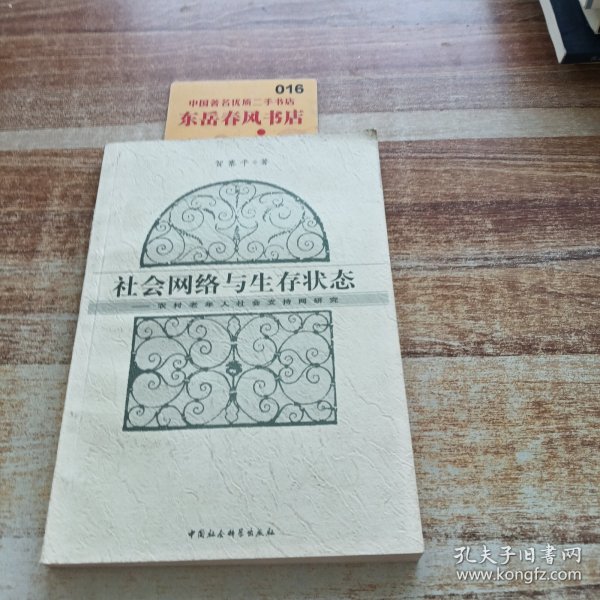 016
中国著名优质二手书店
东岳春风书店
贺寨平·著
社会网络与生存状态
——农村老年人社会支持网研究
中国社会科学出版社
孔夫子旧书网
www.kongfz.com